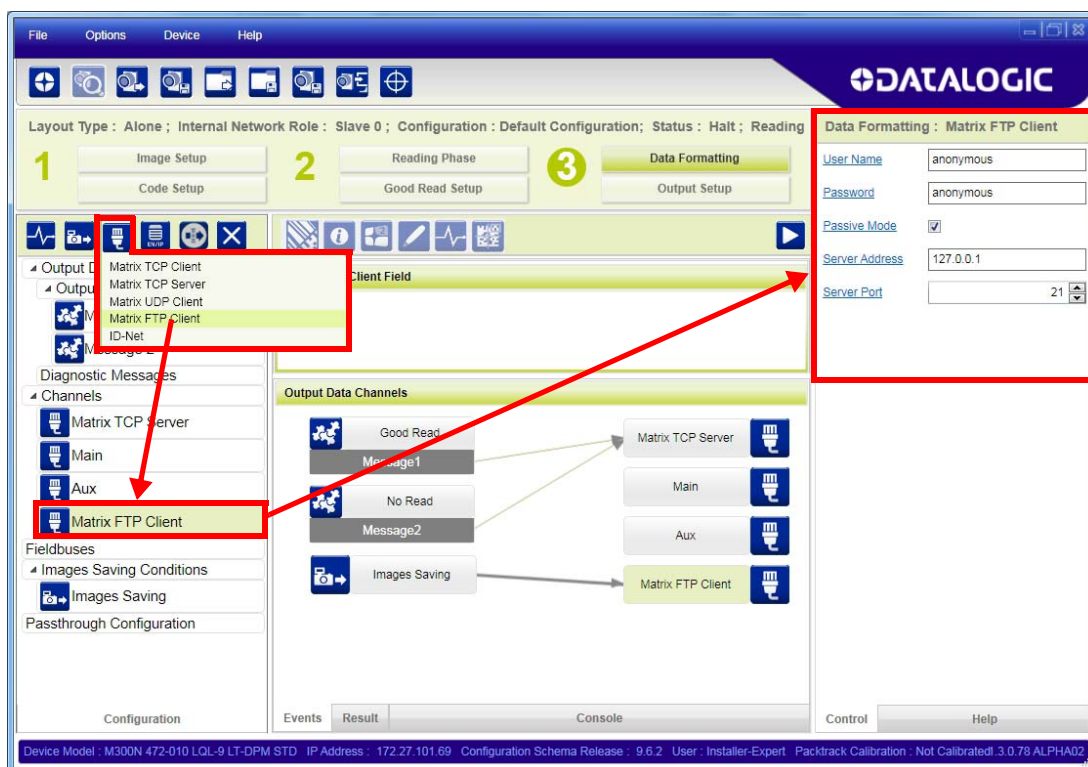 File Options Device Help
DATALOGIC
Layout Type : Alone ; Internal Network Role : Slave 0 ; Configuration : Default Configuration; Status : Halt ; Reading
1
Image Setup
Code Setup
2
Reading Phase
Good Read Setup
3
Data Formatting
Output Setup
EN/IP
Output D
Outpu
M
Message 2
Matrix TCP Client
Matrix TCP Server
Matrix UDP Client
Matrix FTP Client
ID-Net
Diagnostic Messages
Channels
Matrix TCP Server
Main
Aux
Matrix FTP Client
Fieldbuses
Images Saving Conditions
Images Saving
Passthrough Configuration
Configuration
Client Field
Output Data Channels
Good Read
Message1
No Read
Message2
Images Saving
Matrix TCP Server
Main
Aux
Matrix FTP Client
Events Result Console
Data Formatting : Matrix FTP Client
User Name anonymous
Password anonymous
Passive Mode
Server Address 127.0.0.1
Server Port 21
Control Help
Device Model : M300N 472-010 LQL-9 LT-DPM STD IP Address : 172.27.101.69 Configuration Schema Release : 9.6.2 User : Installer-Expert Packtrack Calibration : Not Calibrated!.3.0.78 ALPHA02